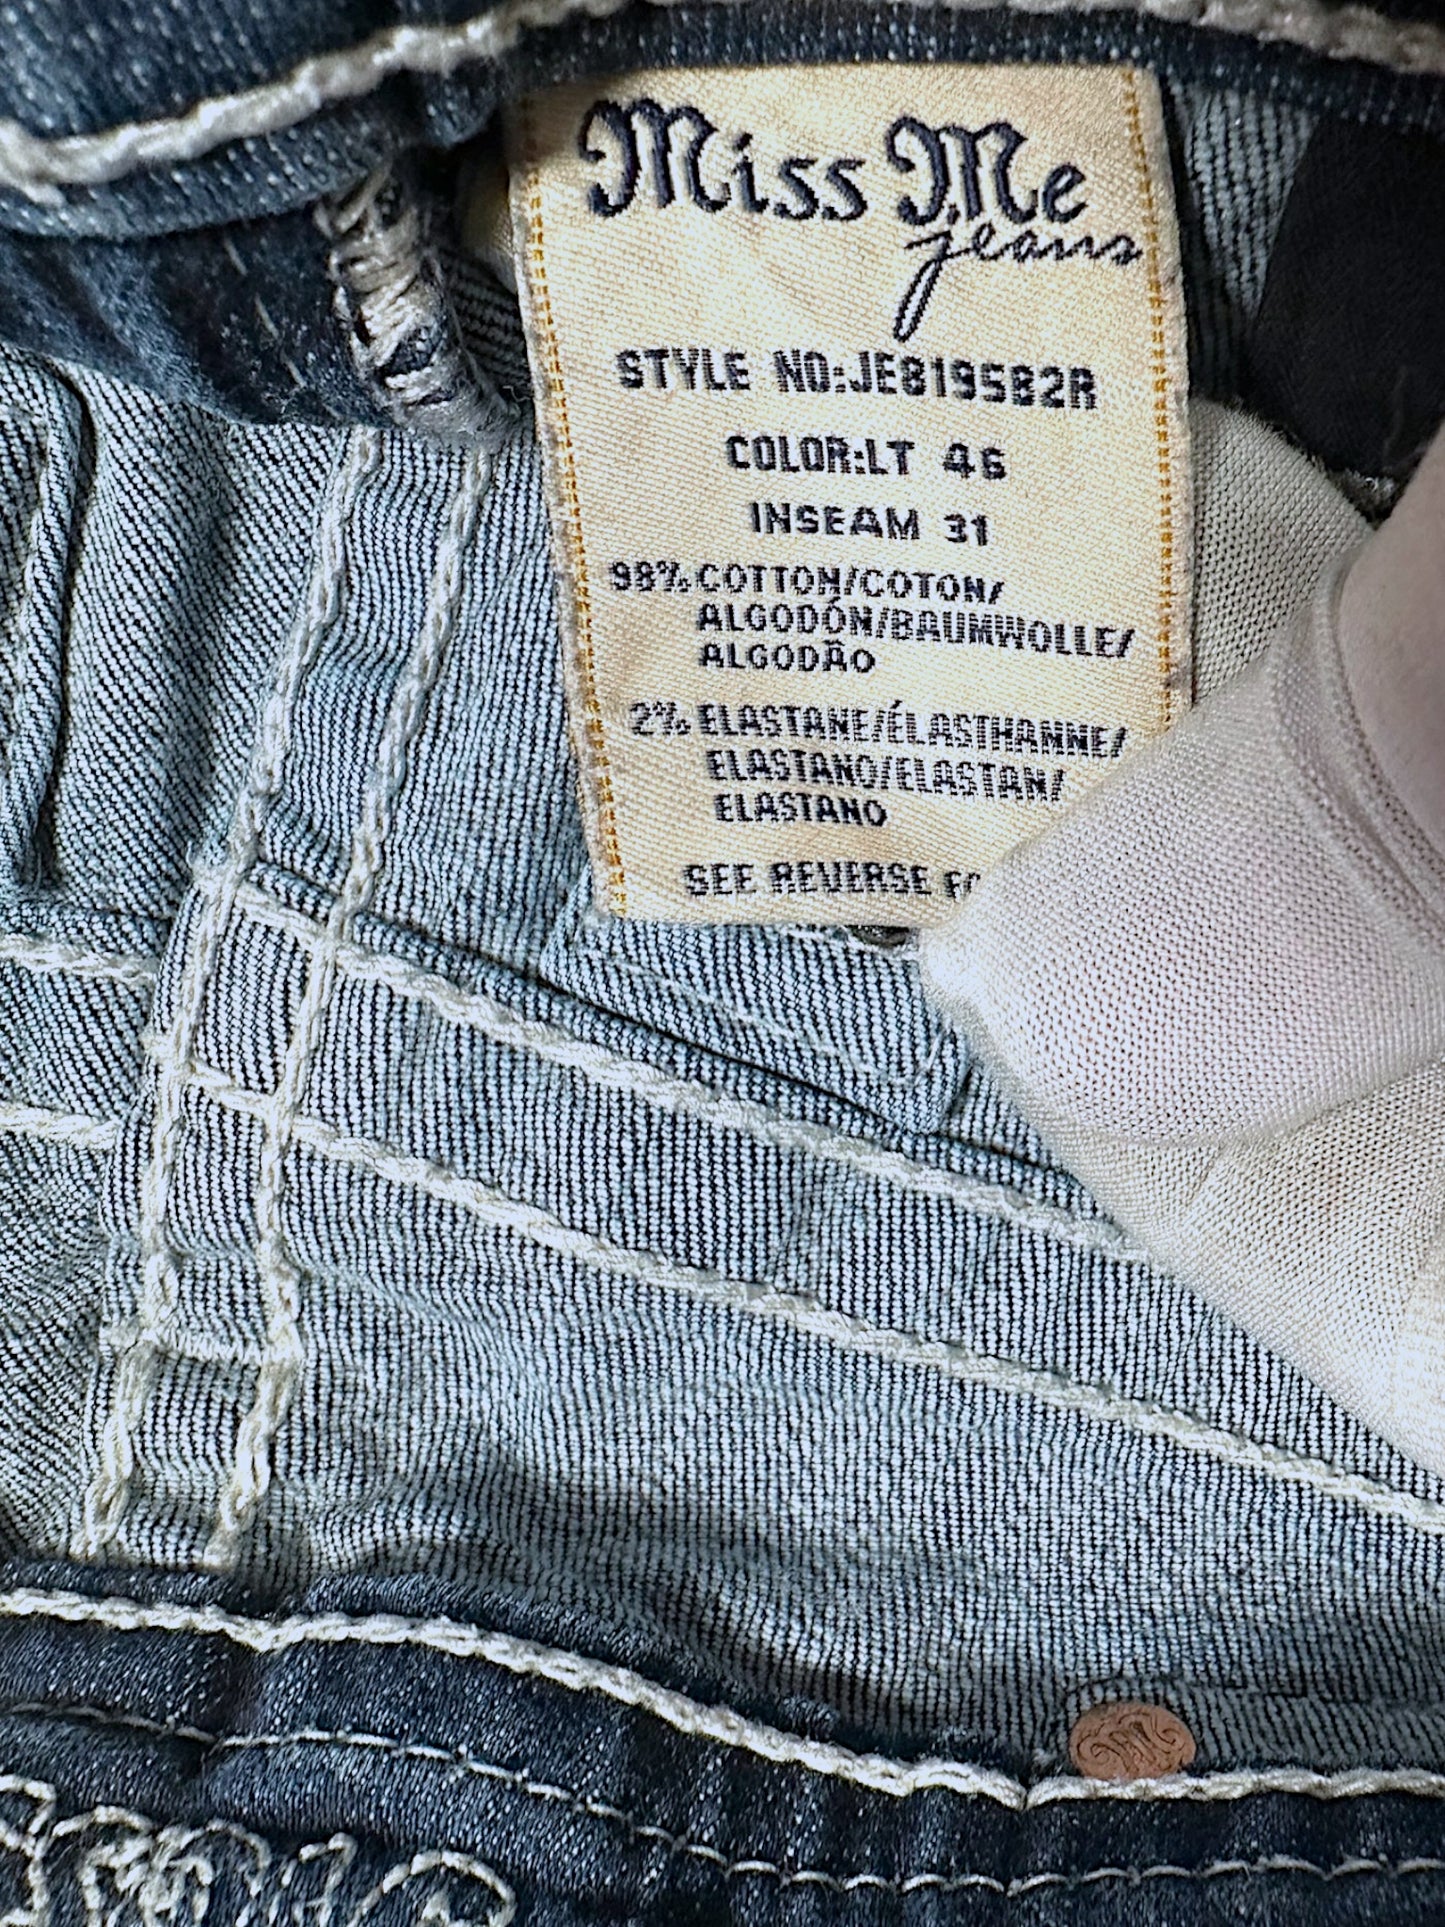 Miss Me
jeans
STYLE NO:JE8195B2R
COLOR:LT 46
INSEAM 31
98% COTTON/COTON/
ALGODÓN/BAUMWOLLE/
ALGODÃO
2% ELASTANE/ÉLASTHANNE/
ELASTANO/ELASTAN/
ELASTANO
SEE REVERSE